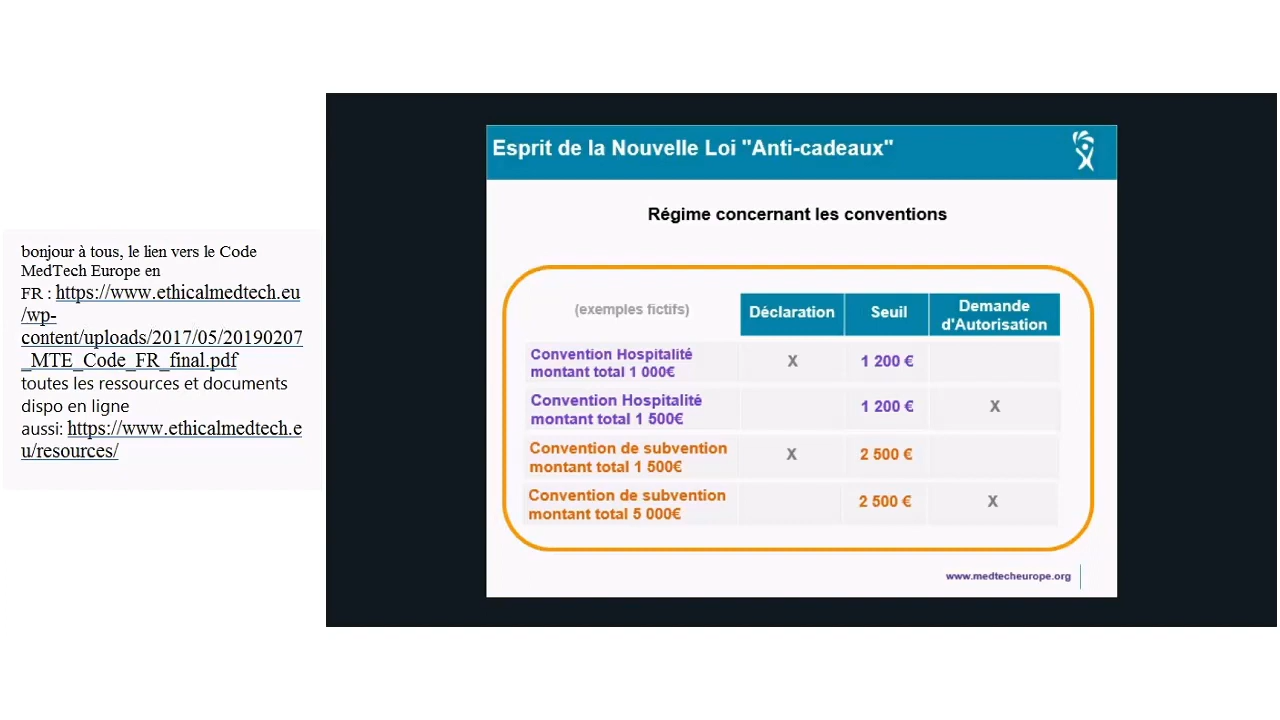 bonjour à tous, le lien vers le Code
MedTech Europe en
FR : https://www.ethicalmedtech.eu
/wp-
content/uploads/2017/05/20190207
_MTE_Code_FR_final.pdf
toutes les ressources et documents
dispo en ligne
aussi: https://www.ethicalmedtech.e
u/resources/
Esprit de la Nouvelle Loi "Anti-cadeaux"
Régime concernant les conventions
(exemples fictifs) Déclaration Seuil Demande
d'Autorisation
Convention Hospitalité
montant total 1 000€ X 1 200 €
Convention Hospitalité
montant total 1 500€ 1 200 € X
Convention de subvention
montant total 1 500€ X 2 500 €
Convention de subvention
montant total 5 000€ 2 500 € X
www.medtecheurope.org